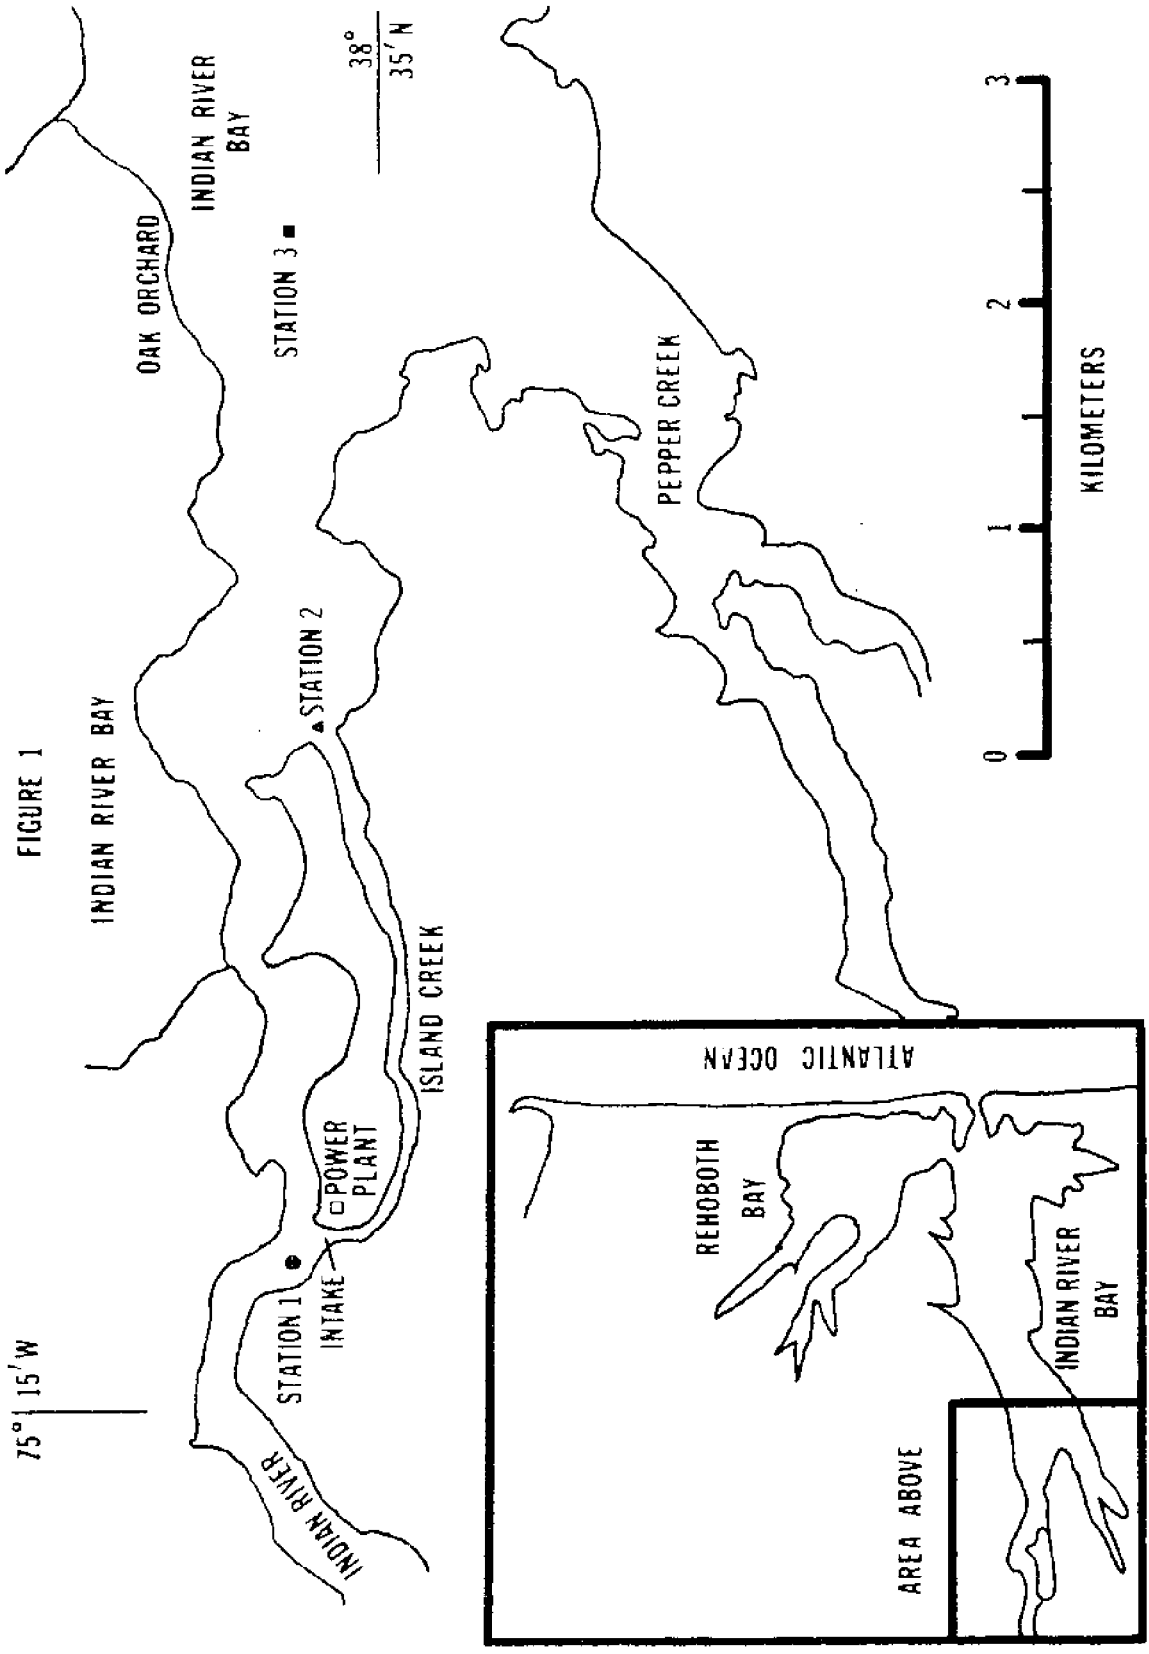 FIGURE 1
75° 15' W
INDIAN RIVER BAY
OAK ORCHARD
INDIAN RIVER
BAY
STATION 3
38°
35' N
STATION 2
STATION 1
INTAKE
POWER
PLANT
INDIAN RIVER
ISLAND CREEK
PEPPER CREEK
ATLANTIC OCEAN
REHOBOTH
BAY
INDIAN RIVER
BAY
AREA ABOVE
0 1 1 1 2 3
KILOMETERS